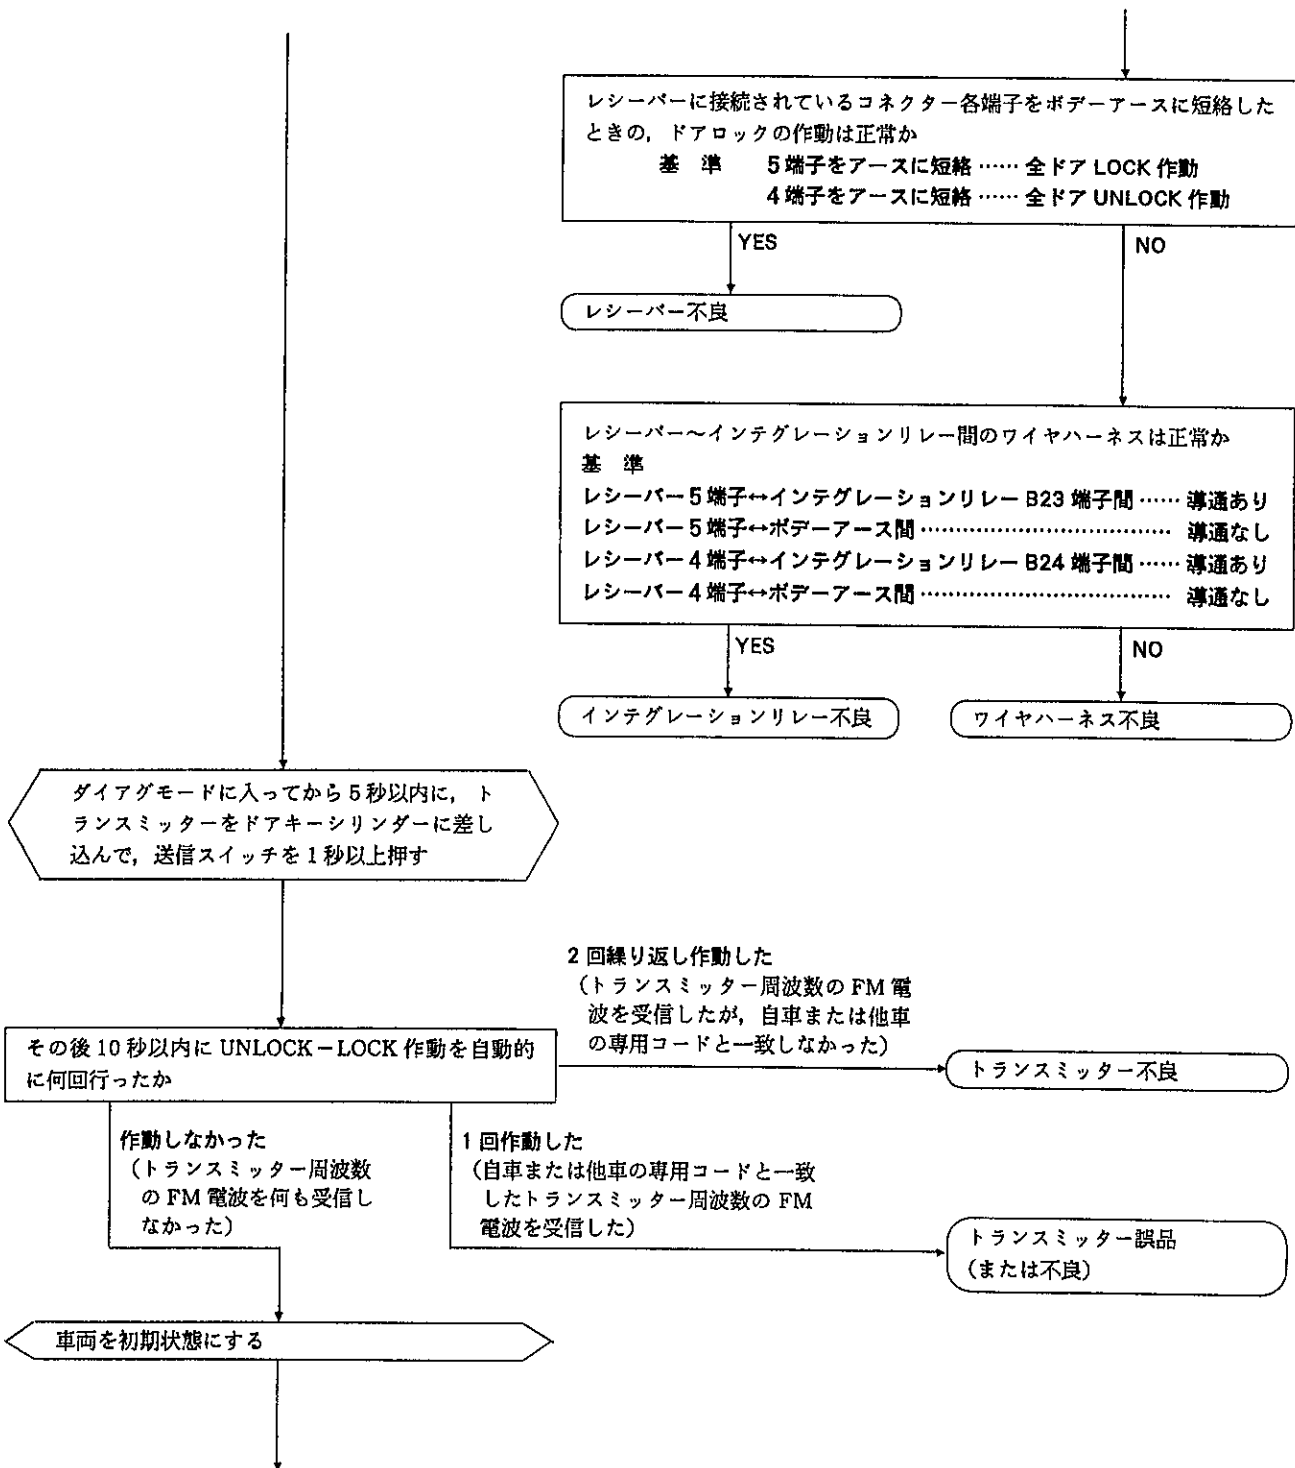 レシーバーに接続されているコネクター各端子をボデーアースに短絡した
ときの，ドアロックの作動は正常か
基　準　5端子をアースに短絡……全ドア LOCK 作動
4端子をアースに短絡……全ドア UNLOCK 作動
YES
NO
レシーバー不良
レシーバー～インテグレーションリレー間のワイヤハーネスは正常か
基　準
レシーバー5端子↔インテグレーションリレー B23 端子間……導通あり
レシーバー5端子↔ボデーアース間………………………………導通なし
レシーバー4端子↔インテグレーションリレー B24 端子間……導通あり
レシーバー4端子↔ボデーアース間………………………………導通なし
YES
NO
インテグレーションリレー不良
ワイヤハーネス不良
ダイアグモードに入ってから5秒以内に，ト
ランスミッターをドアキーシリンダーに差し
込んで，送信スイッチを1秒以上押す
2回繰り返し作動した
（トランスミッター周波数の FM 電
波を受信したが，自車または他車
の専用コードと一致しなかった）
その後10秒以内に UNLOCK－LOCK 作動を自動的
に何回行ったか
トランスミッター不良
作動しなかった
（トランスミッター周波数
の FM 電波を何も受信し
なかった）
1回作動した
（自車または他車の専用コードと一致
したトランスミッター周波数の FM
電波を受信した）
トランスミッター誤品
（または不良）
車両を初期状態にする